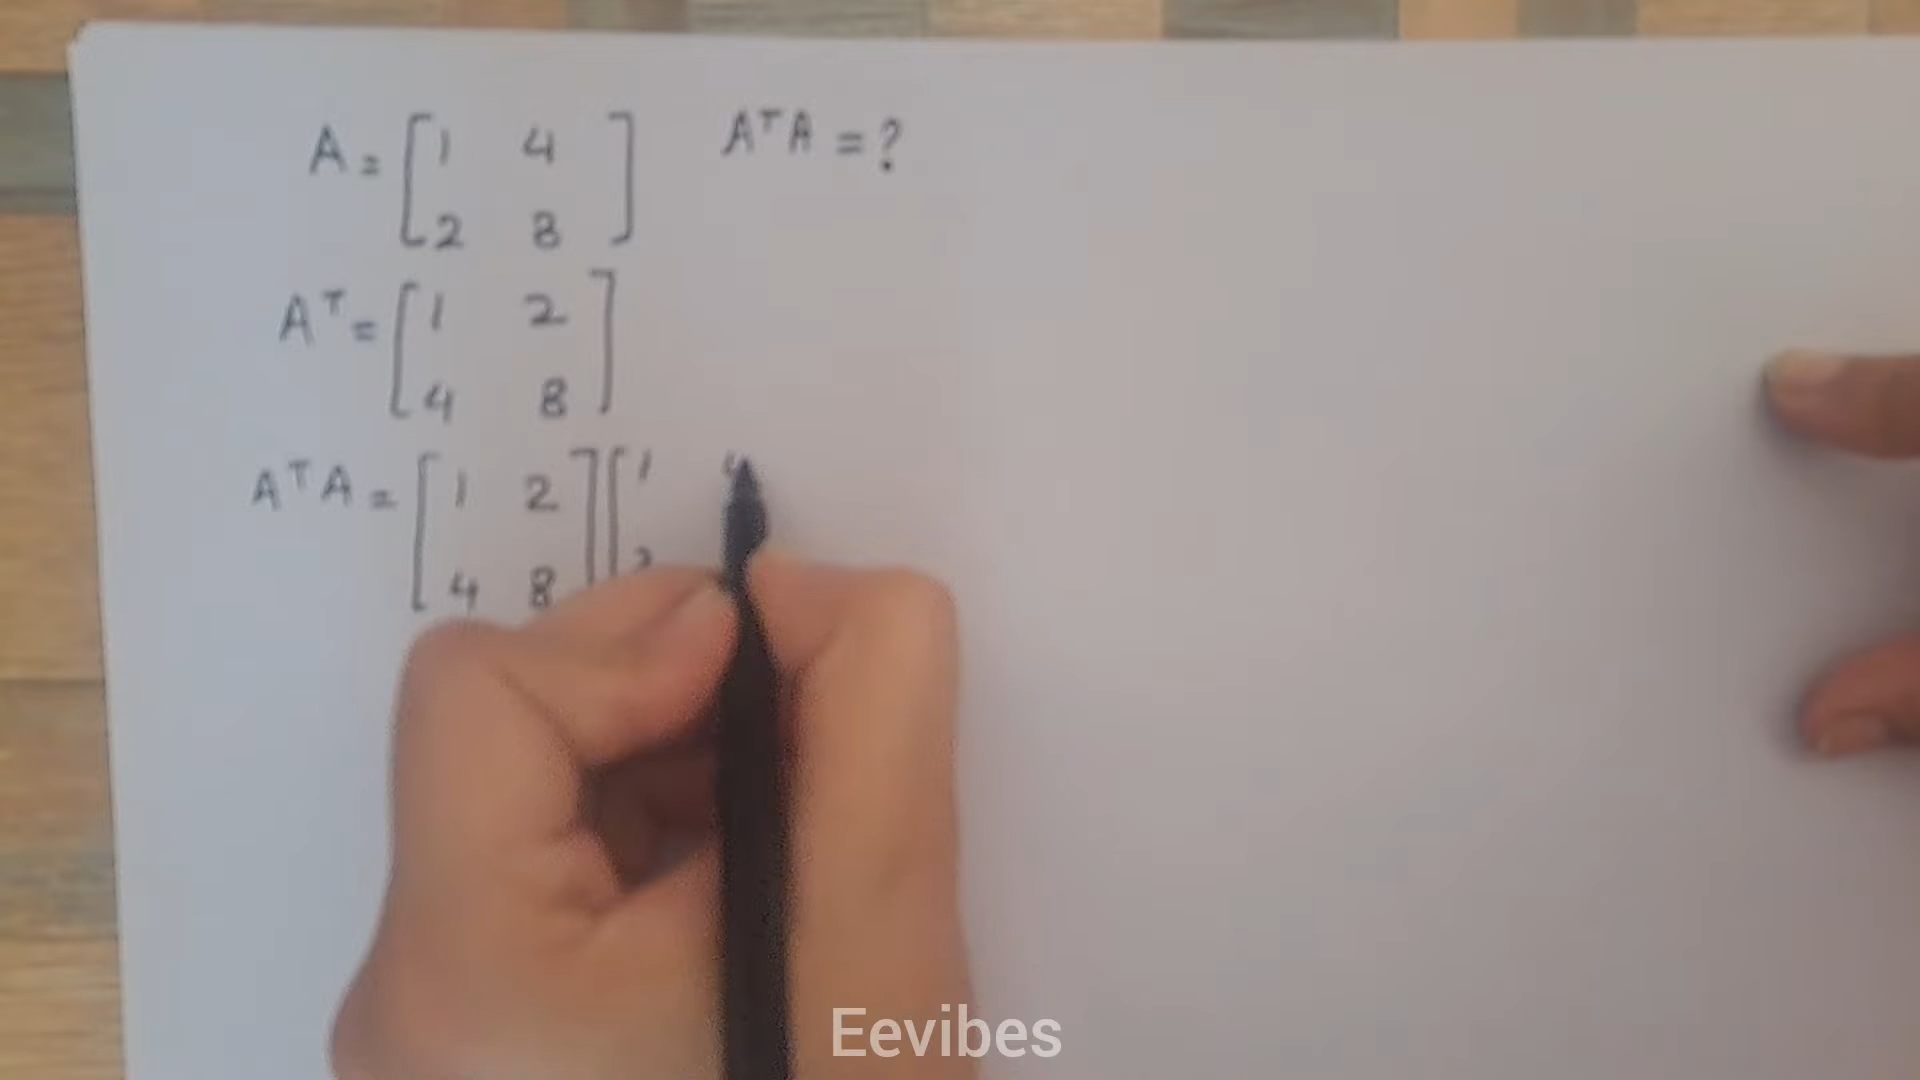 A = [ 1 4 ] AᵀA = ?
2 8
Aᵀ = [ 1 2 ]
4 8
AᵀA = [ 1 2 ] [ 1
4 8
Eevibes